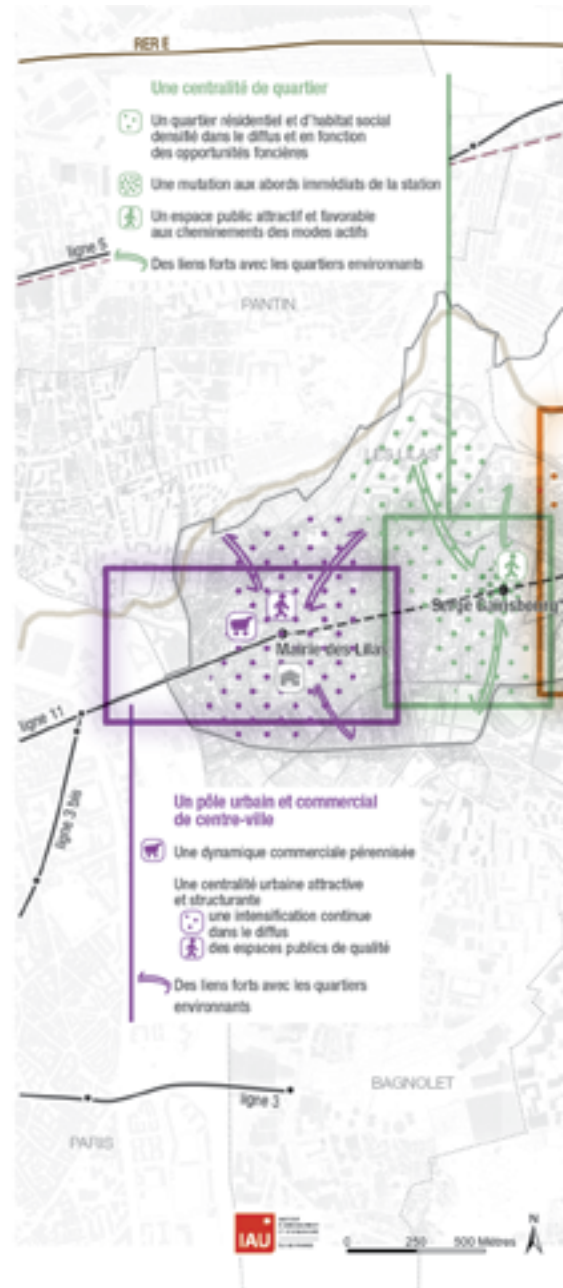 RER E
Une centralité de quartier
Un quartier résidentiel et d'habitat social
densifié dans le diffus et en fonction
des opportunités foncières
Une mutation aux abords immédiats de la station
Un espace public attractif et favorable
aux cheminements des modes actifs
ligne 5
Des liens forts avec les quartiers environnants
PANTIN
LES LILAS
Serge Gainsbourg
Mairie des Lilas
ligne 11
ligne 3 bis
Un pôle urbain et commercial
de centre-ville
Une dynamique commerciale pérennisée
Une centralité urbaine attractive
et structurante
une intensification continue
dans le diffus
des espaces publics de qualité
Des liens forts avec les quartiers
environnants
BAGNOLET
ligne 3
PARIS
IAU
N
0 250 500 Mètres